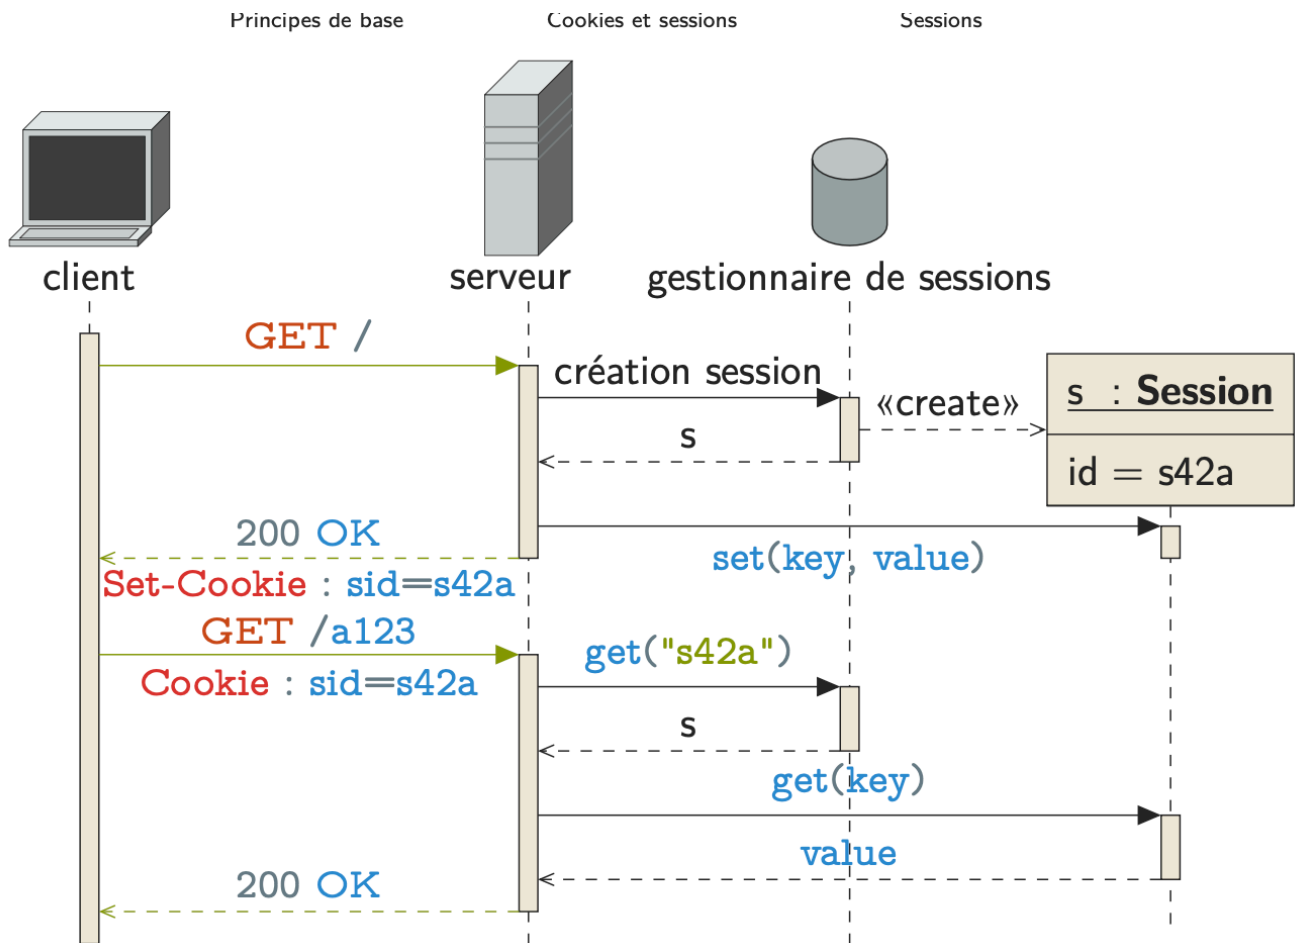 Principes de base Cookies et sessions Sessions
client serveur gestionnaire de sessions
GET /
création session
«create»
s : Session
id = s42a
s
200 OK
set(key, value)
Set-Cookie : sid=s42a
GET /a123
get("s42a")
Cookie : sid=s42a
s
get(key)
value
200 OK